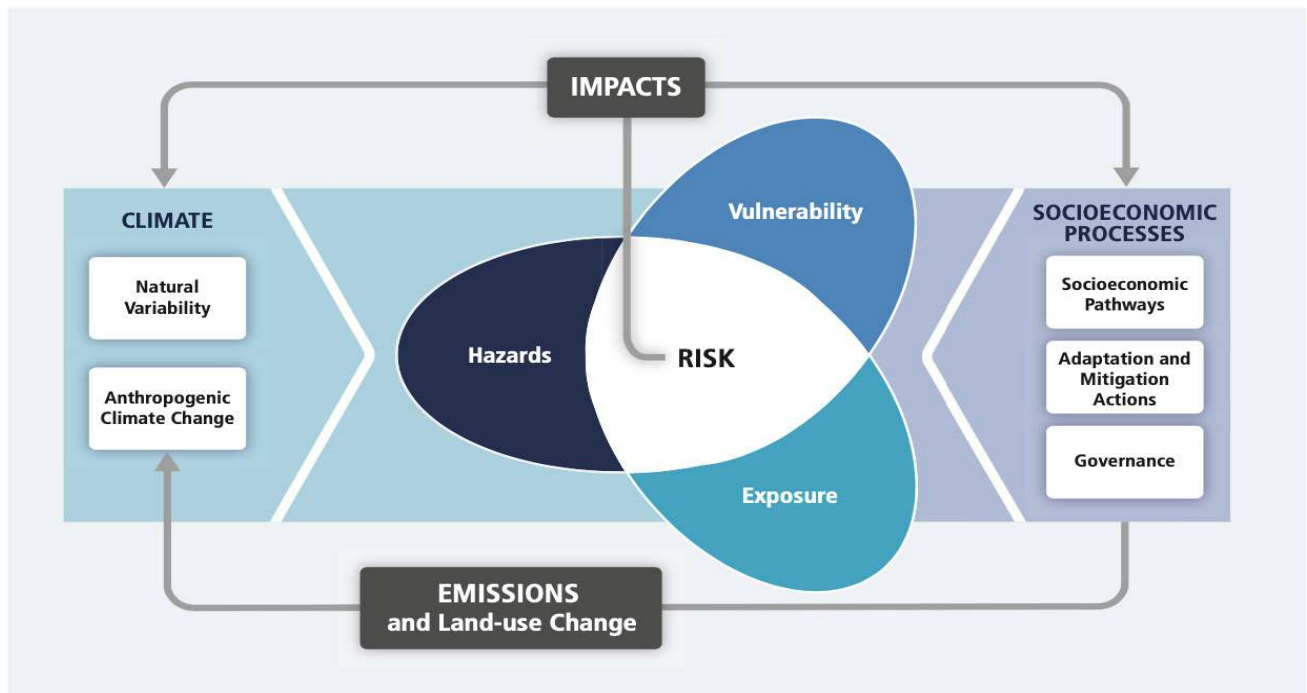 IMPACTS
CLIMATE
Natural
Variability
Anthropogenic
Climate Change
Vulnerability
Hazards
RISK
Exposure
SOCIOECONOMIC
PROCESSES
Socioeconomic
Pathways
Adaptation and
Mitigation
Actions
Governance
EMISSIONS
and Land-use Change